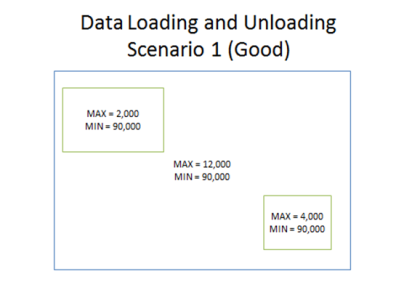 Data Loading and Unloading
Scenario 1 (Good)
MAX = 2,000
MIN = 90,000
MAX = 12,000
MIN = 90,000
MAX = 4,000
MIN = 90,000